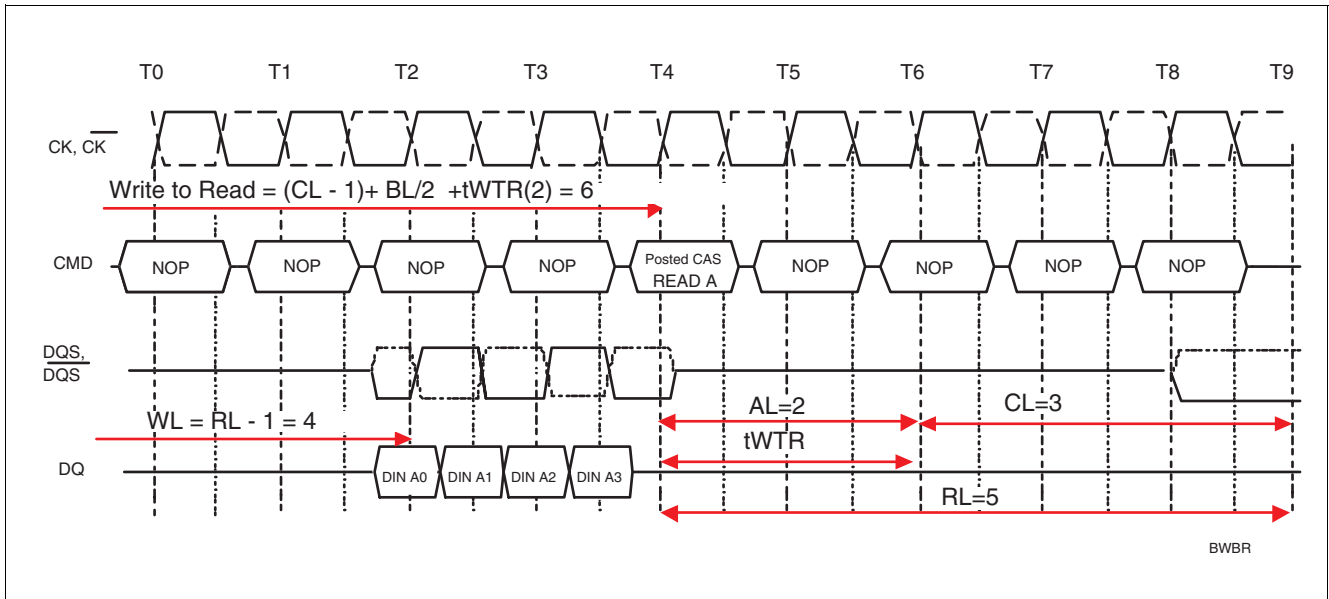 T0 T1 T2 T3 T4 T5 T6 T7 T8 T9
CK, CK
Write to Read = (CL - 1)+ BL/2 +tWTR(2) = 6
CMD NOP NOP NOP NOP Posted CAS READ A NOP NOP NOP NOP
DQS,
DQS
WL = RL - 1 = 4
AL=2
CL=3
tWTR
DQ DIN A0 DIN A1 DIN A2 DIN A3
RL=5
BWBR